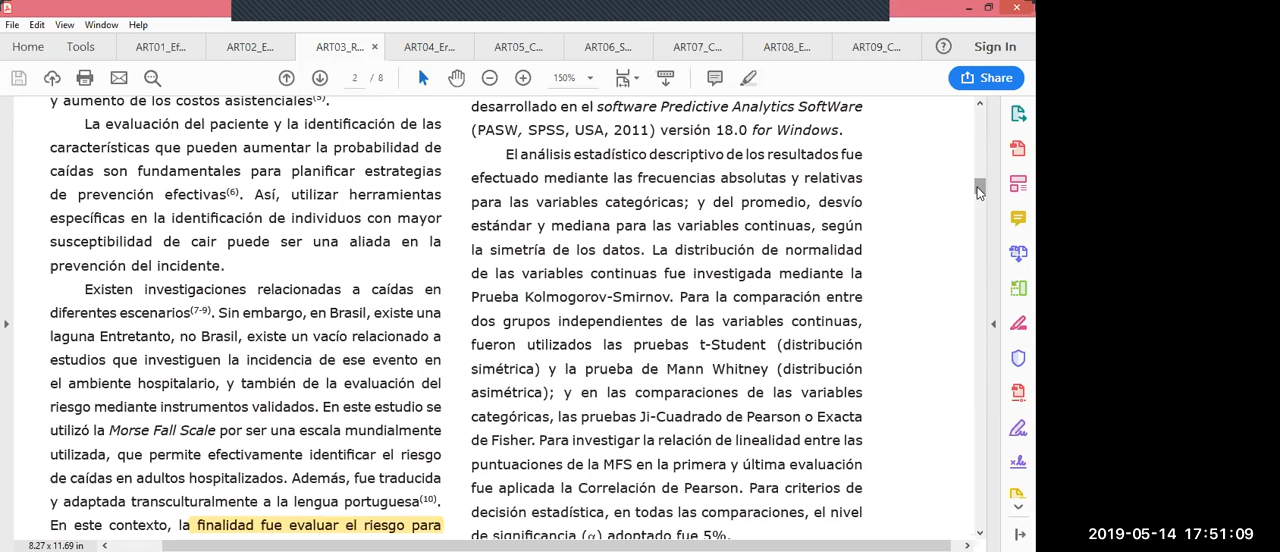 File Edit View Window Help
Home Tools ART01_Ef... ART02_E... ART03_R... × ART04_Er... ART05_C... ART06_S... ART07_C... ART08_E... ART09_C... Sign In
2 / 8 150% Share
y aumento de los costos asistenciales(5).
La evaluación del paciente y la identificación de las
características que pueden aumentar la probabilidad de
caídas son fundamentales para planificar estrategias
de prevención efectivas(6). Así, utilizar herramientas
específicas en la identificación de individuos con mayor
susceptibilidad de cair puede ser una aliada en la
prevención del incidente.
Existen investigaciones relacionadas a caídas en
diferentes escenarios(7-9). Sin embargo, en Brasil, existe una
laguna Entretanto, no Brasil, existe un vacío relacionado a
estudios que investiguen la incidencia de ese evento en
el ambiente hospitalario, y también de la evaluación del
riesgo mediante instrumentos validados. En este estudio se
utilizó la Morse Fall Scale por ser una escala mundialmente
utilizada, que permite efectivamente identificar el riesgo
de caídas en adultos hospitalizados. Además, fue traducida
y adaptada transculturalmente a la lengua portuguesa(10).
En este contexto, la finalidad fue evaluar el riesgo para
desarrollado en el software Predictive Analytics SoftWare
(PASW, SPSS, USA, 2011) versión 18.0 for Windows.
El análisis estadístico descriptivo de los resultados fue
efectuado mediante las frecuencias absolutas y relativas
para las variables categóricas; y del promedio, desvío
estándar y mediana para las variables continuas, según
la simetría de los datos. La distribución de normalidad
de las variables continuas fue investigada mediante la
Prueba Kolmogorov-Smirnov. Para la comparación entre
dos grupos independientes de las variables continuas,
fueron utilizados las pruebas t-Student (distribución
simétrica) y la prueba de Mann Whitney (distribución
asimétrica); y en las comparaciones de las variables
categóricas, las pruebas Ji-Cuadrado de Pearson o Exacta
de Fisher. Para investigar la relación de linealidad entre las
puntuaciones de la MFS en la primera y última evaluación
fue aplicada la Correlación de Pearson. Para criterios de
decisión estadística, en todas las comparaciones, el nivel
de significancia (α) adoptado fue 5%.
8.27 x 11.69 in
2019-05-14 17:51:09